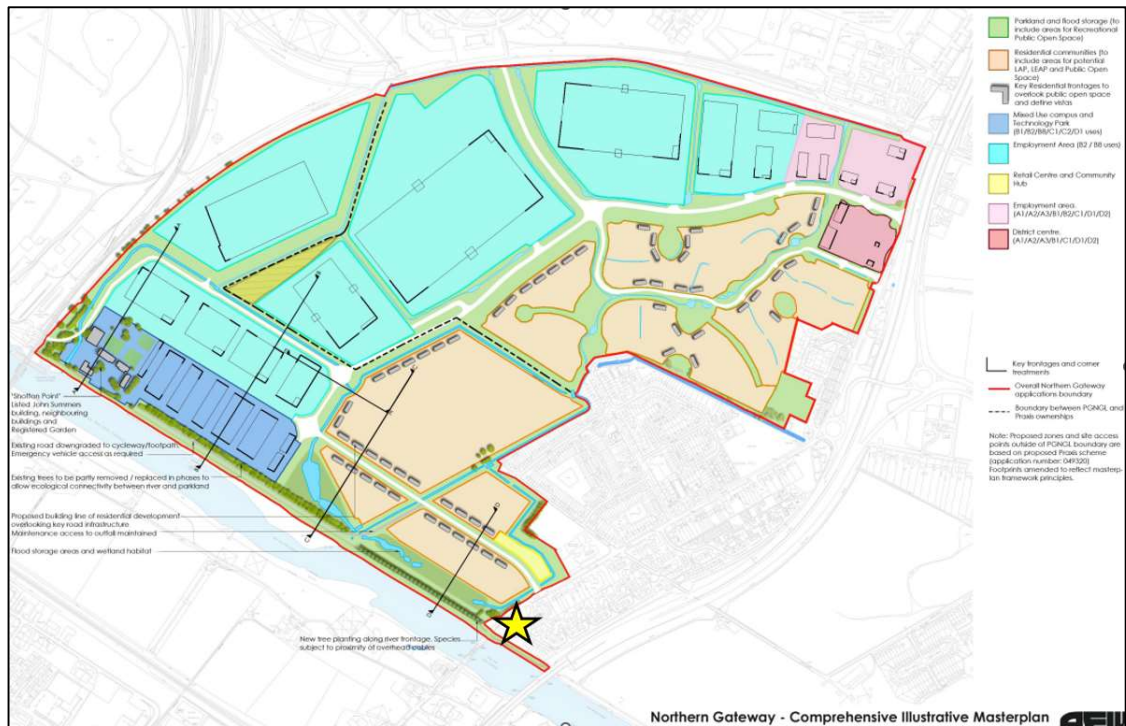 Parkland and flood storage (to
include areas for Recreational
Public Open Space)
Residential communities (to
include areas for potential
LAP, LEAP and Public Open
Space)
Key Residential frontages to
overlook public open space
and define vistas
Mixed Use campus and
Technology Park
(B1/B2/B8/C1/C2/D1 uses)
Employment Area (B2 / B8 uses)
Retail Centre and Community
Hub
Employment area.
(A1/A2/A3/B1/B2/C1/D1/D2)
District centre.
(A1/A2/A3/B1/C1/D1/D2)
Key frontages and corner
treatments
Overall Northern Gateway
applications boundary
Boundary between PGNGL and
Praxis ownerships
Note: Proposed zones and site access
points outside of PGNGL boundary are
based on proposed Praxis scheme
(application number: 049320)
Footprints amended to reflect masterp-
lan framework principles.
"Shotton Point"
Listed John Summers
building, neighbouring
buildings and
Registered Garden
Existing road downgraded to cycleway/footpath.
Emergency vehicle access as required
Existing trees to be partly removed / replaced in phases to
allow ecological connectivity between river and parkland
Proposed building line of residential development
overlooking key road infrastructure
Maintenance access to outfall maintained
Flood storage areas and wetland habitat
New tree planting along river frontage. Species
subject to proximity of overhead cables
Northern Gateway - Comprehensive Illustrative Masterplan